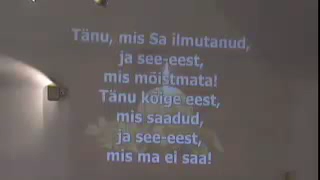 Tänu, mis Sa ilmutanud,
ja see-eest,
mis mõistmata!
Tänu kõige eest,
mis saadud,
ja see-eest,
mis ma ei saa!